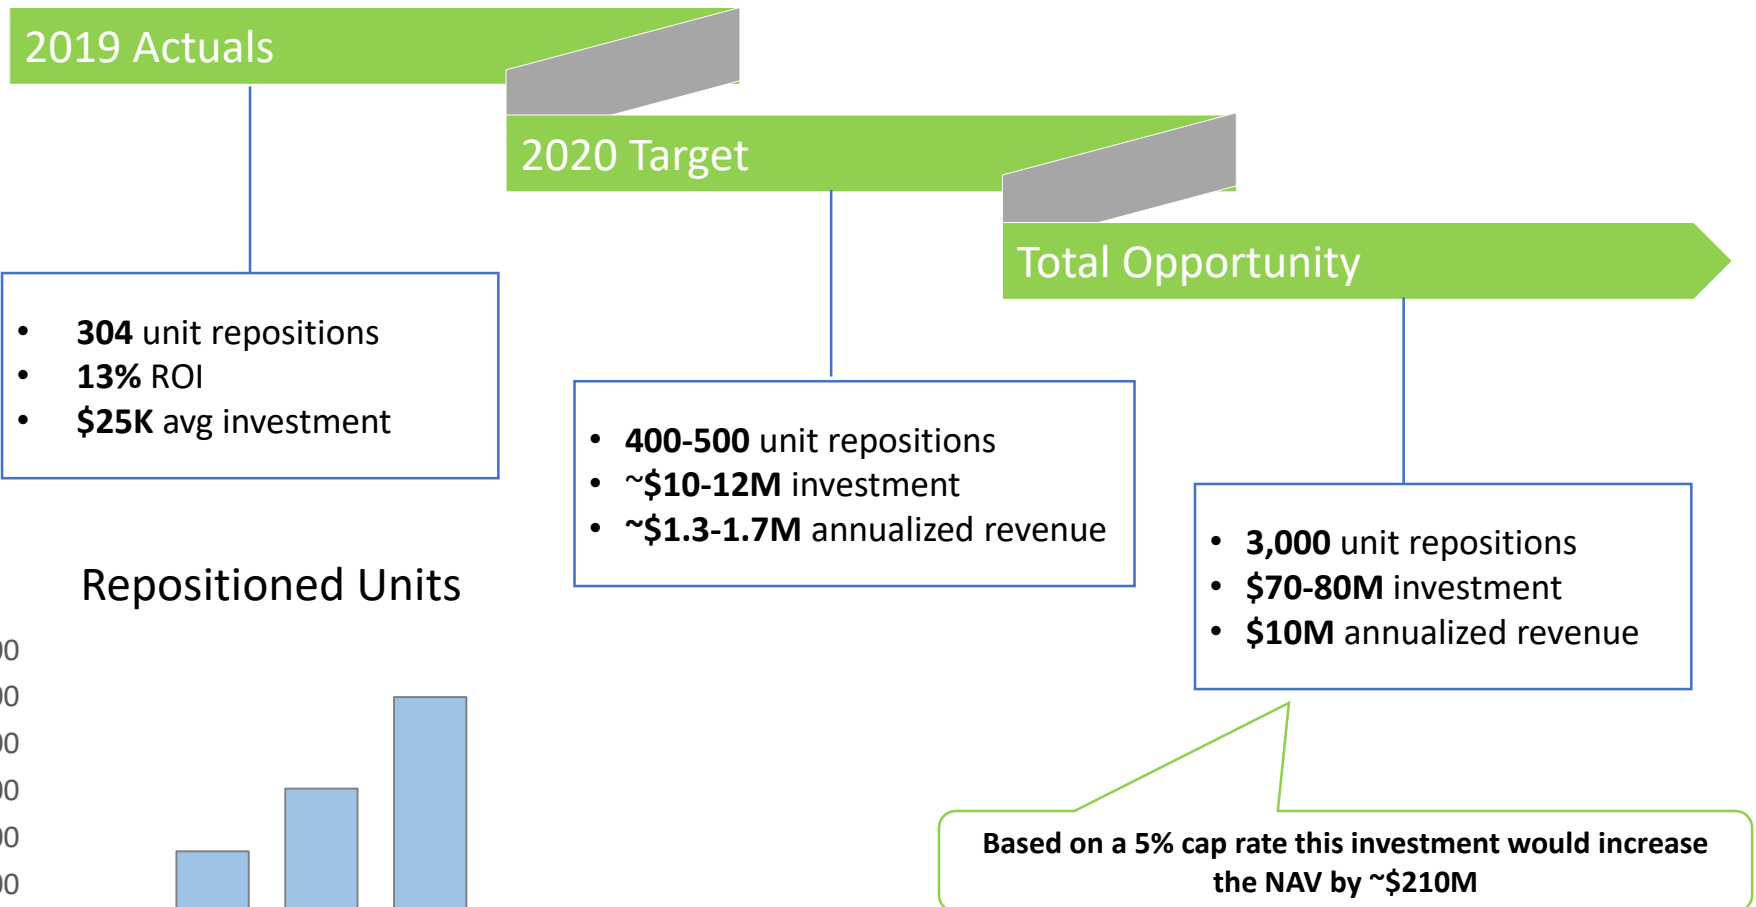 2019 Actuals
2020 Target
Total Opportunity
• 304 unit repositions
• 13% ROI
• $25K avg investment
• 400-500 unit repositions
• ~$10-12M investment
• ~$1.3-1.7M annualized revenue
• 3,000 unit repositions
• $70-80M investment
• $10M annualized revenue
Based on a 5% cap rate this investment would increase
the NAV by ~$210M
Repositioned Units